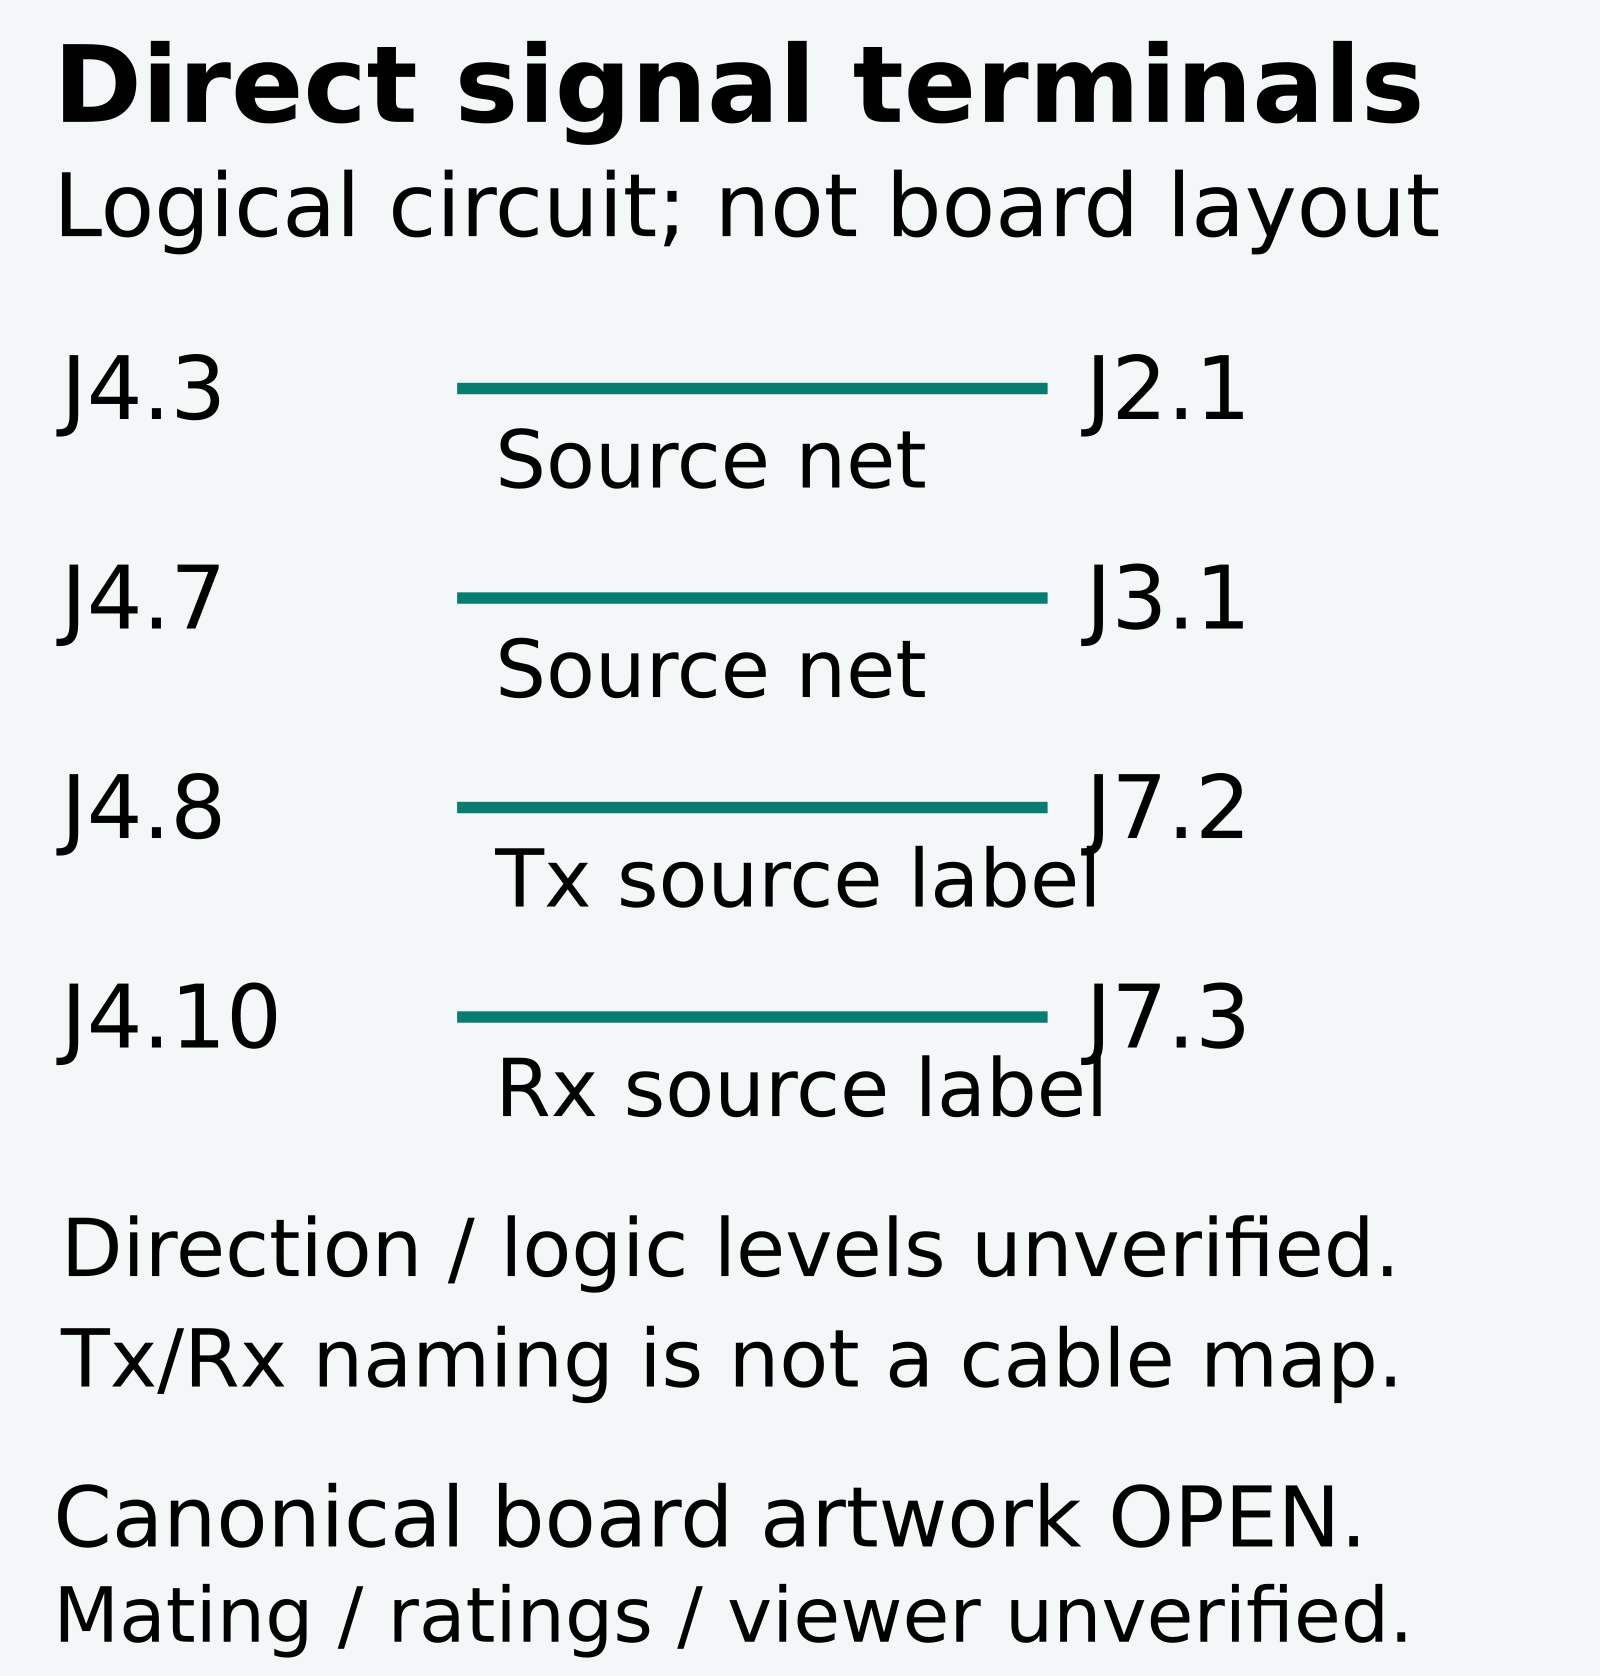 Direct signal terminals
Logical circuit; not board layout
J4.3 J2.1
Source net
J4.7 J3.1
Source net
J4.8 J7.2
Tx source label
J4.10 J7.3
Rx source label
Direction / logic levels unverified.
Tx/Rx naming is not a cable map.
Canonical board artwork OPEN.
Mating / ratings / viewer unverified.